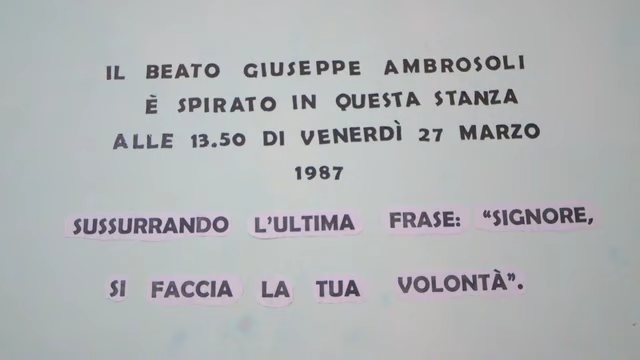 IL BEATO GIUSEPPE AMBROSOLI
È SPIRATO IN QUESTA STANZA
ALLE 13.50 DI VENERDÌ 27 MARZO
1987
SUSSURRANDO L'ULTIMA FRASE: “SIGNORE,
SI FACCIA LA TUA VOLONTÀ”.